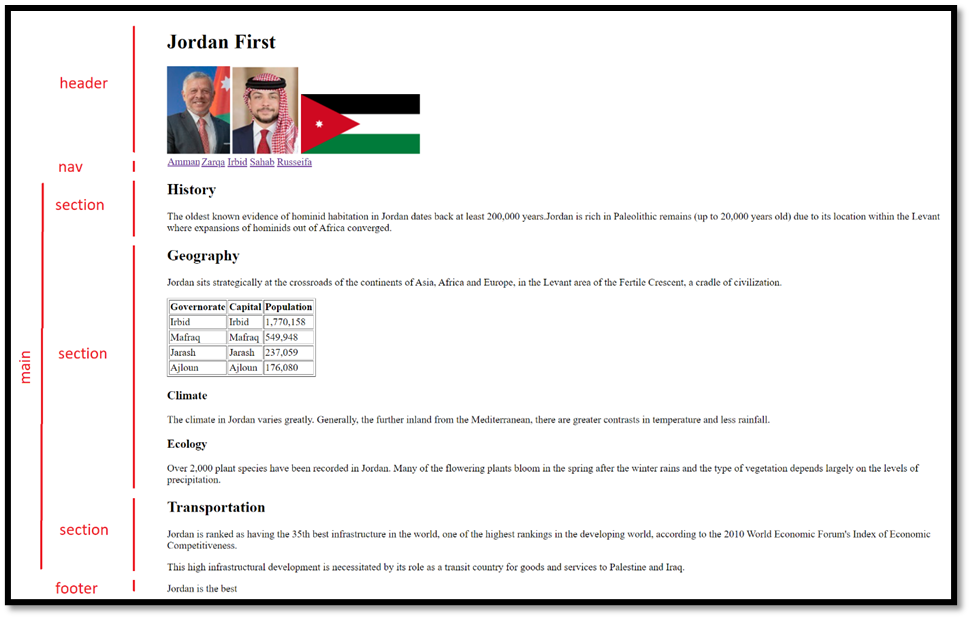 Jordan First
header
Amman Zarqa Irbid Sahab Russeifa
nav
History
section
The oldest known evidence of hominid habitation in Jordan dates back at least 200,000 years.Jordan is rich in Paleolithic remains (up to 20,000 years old) due to its location within the Levant
where expansions of hominids out of Africa converged.
Geography
Jordan sits strategically at the crossroads of the continents of Asia, Africa and Europe, in the Levant area of the Fertile Crescent, a cradle of civilization.
Governorate Capital Population
Irbid Irbid 1,770,158
Mafraq Mafraq 549,948
Jarash Jarash 237,059
Ajloun Ajloun 176,080
section
main
Climate
The climate in Jordan varies greatly. Generally, the further inland from the Mediterranean, there are greater contrasts in temperature and less rainfall.
Ecology
Over 2,000 plant species have been recorded in Jordan. Many of the flowering plants bloom in the spring after the winter rains and the type of vegetation depends largely on the levels of
precipitation.
Transportation
section
Jordan is ranked as having the 35th best infrastructure in the world, one of the highest rankings in the developing world, according to the 2010 World Economic Forum's Index of Economic
Competitiveness.
This high infrastructural development is necessitated by its role as a transit country for goods and services to Palestine and Iraq.
footer
Jordan is the best